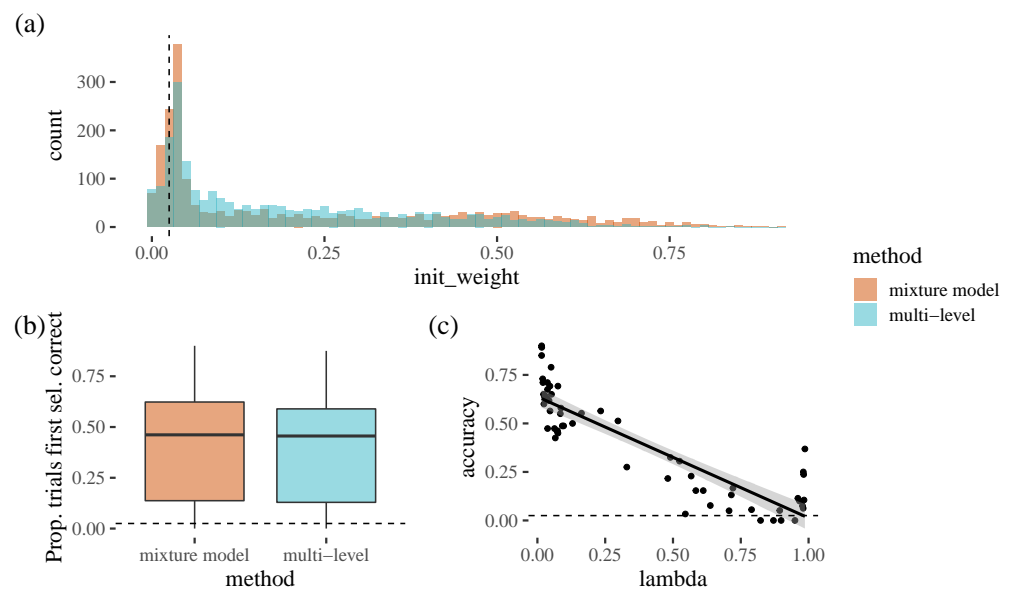 (a)
count
300
200
100
0
0.00 0.25 0.50 0.75
init_weight
method
mixture model
multi−level
(b)
Prop. trials first sel. correct
0.75
0.50
0.25
0.00
mixture model multi−level
method
(c)
accuracy
0.75
0.50
0.25
0.00
0.00 0.25 0.50 0.75 1.00
lambda